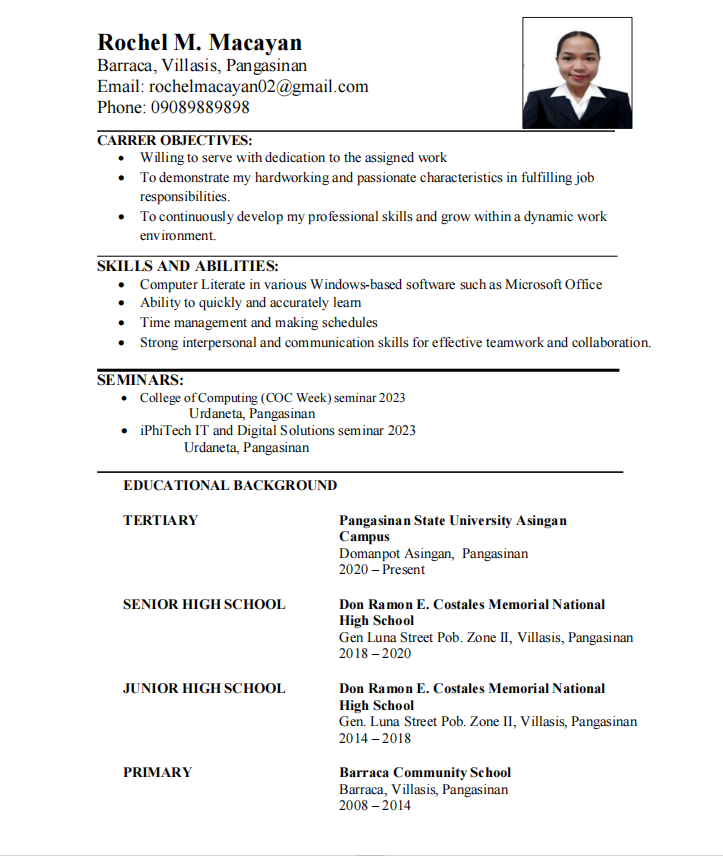 Rochel M. Macayan
Barraca, Villasis, Pangasinan
Email: rochelmacayan02@gmail.com
Phone: 09089889898
CARRER OBJECTIVES:
• Willing to serve with dedication to the assigned work
• To demonstrate my hardworking and passionate characteristics in fulfilling job
responsibilities.
• To continuously develop my professional skills and grow within a dynamic work
environment.
SKILLS AND ABILITIES:
• Computer Literate in various Windows-based software such as Microsoft Office
• Ability to quickly and accurately learn
• Time management and making schedules
• Strong interpersonal and communication skills for effective teamwork and collaboration.
SEMINARS:
• College of Computing (COC Week) seminar 2023
Urdaneta, Pangasinan
• iPhiTech IT and Digital Solutions seminar 2023
Urdaneta, Pangasinan
EDUCATIONAL BACKGROUND
TERTIARY Pangasinan State University Asingan
Campus
Domanpot Asingan, Pangasinan
2020 – Present
SENIOR HIGH SCHOOL Don Ramon E. Costales Memorial National
High School
Gen Luna Street Pob. Zone II, Villasis, Pangasinan
2018 – 2020
JUNIOR HIGH SCHOOL Don Ramon E. Costales Memorial National
High School
Gen. Luna Street Pob. Zone II, Villasis, Pangasinan
2014 – 2018
PRIMARY Barraca Community School
Barraca, Villasis, Pangasinan
2008 – 2014